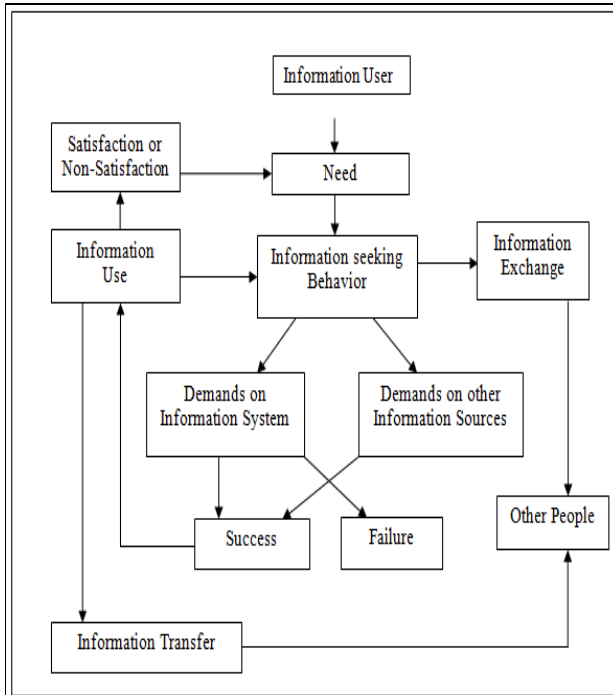 Information User
Satisfaction or
Non-Satisfaction
Need
Information
Use
Information seeking
Behavior
Information
Exchange
Demands on
Information System
Demands on other
Information Sources
Success
Failure
Other People
Information Transfer